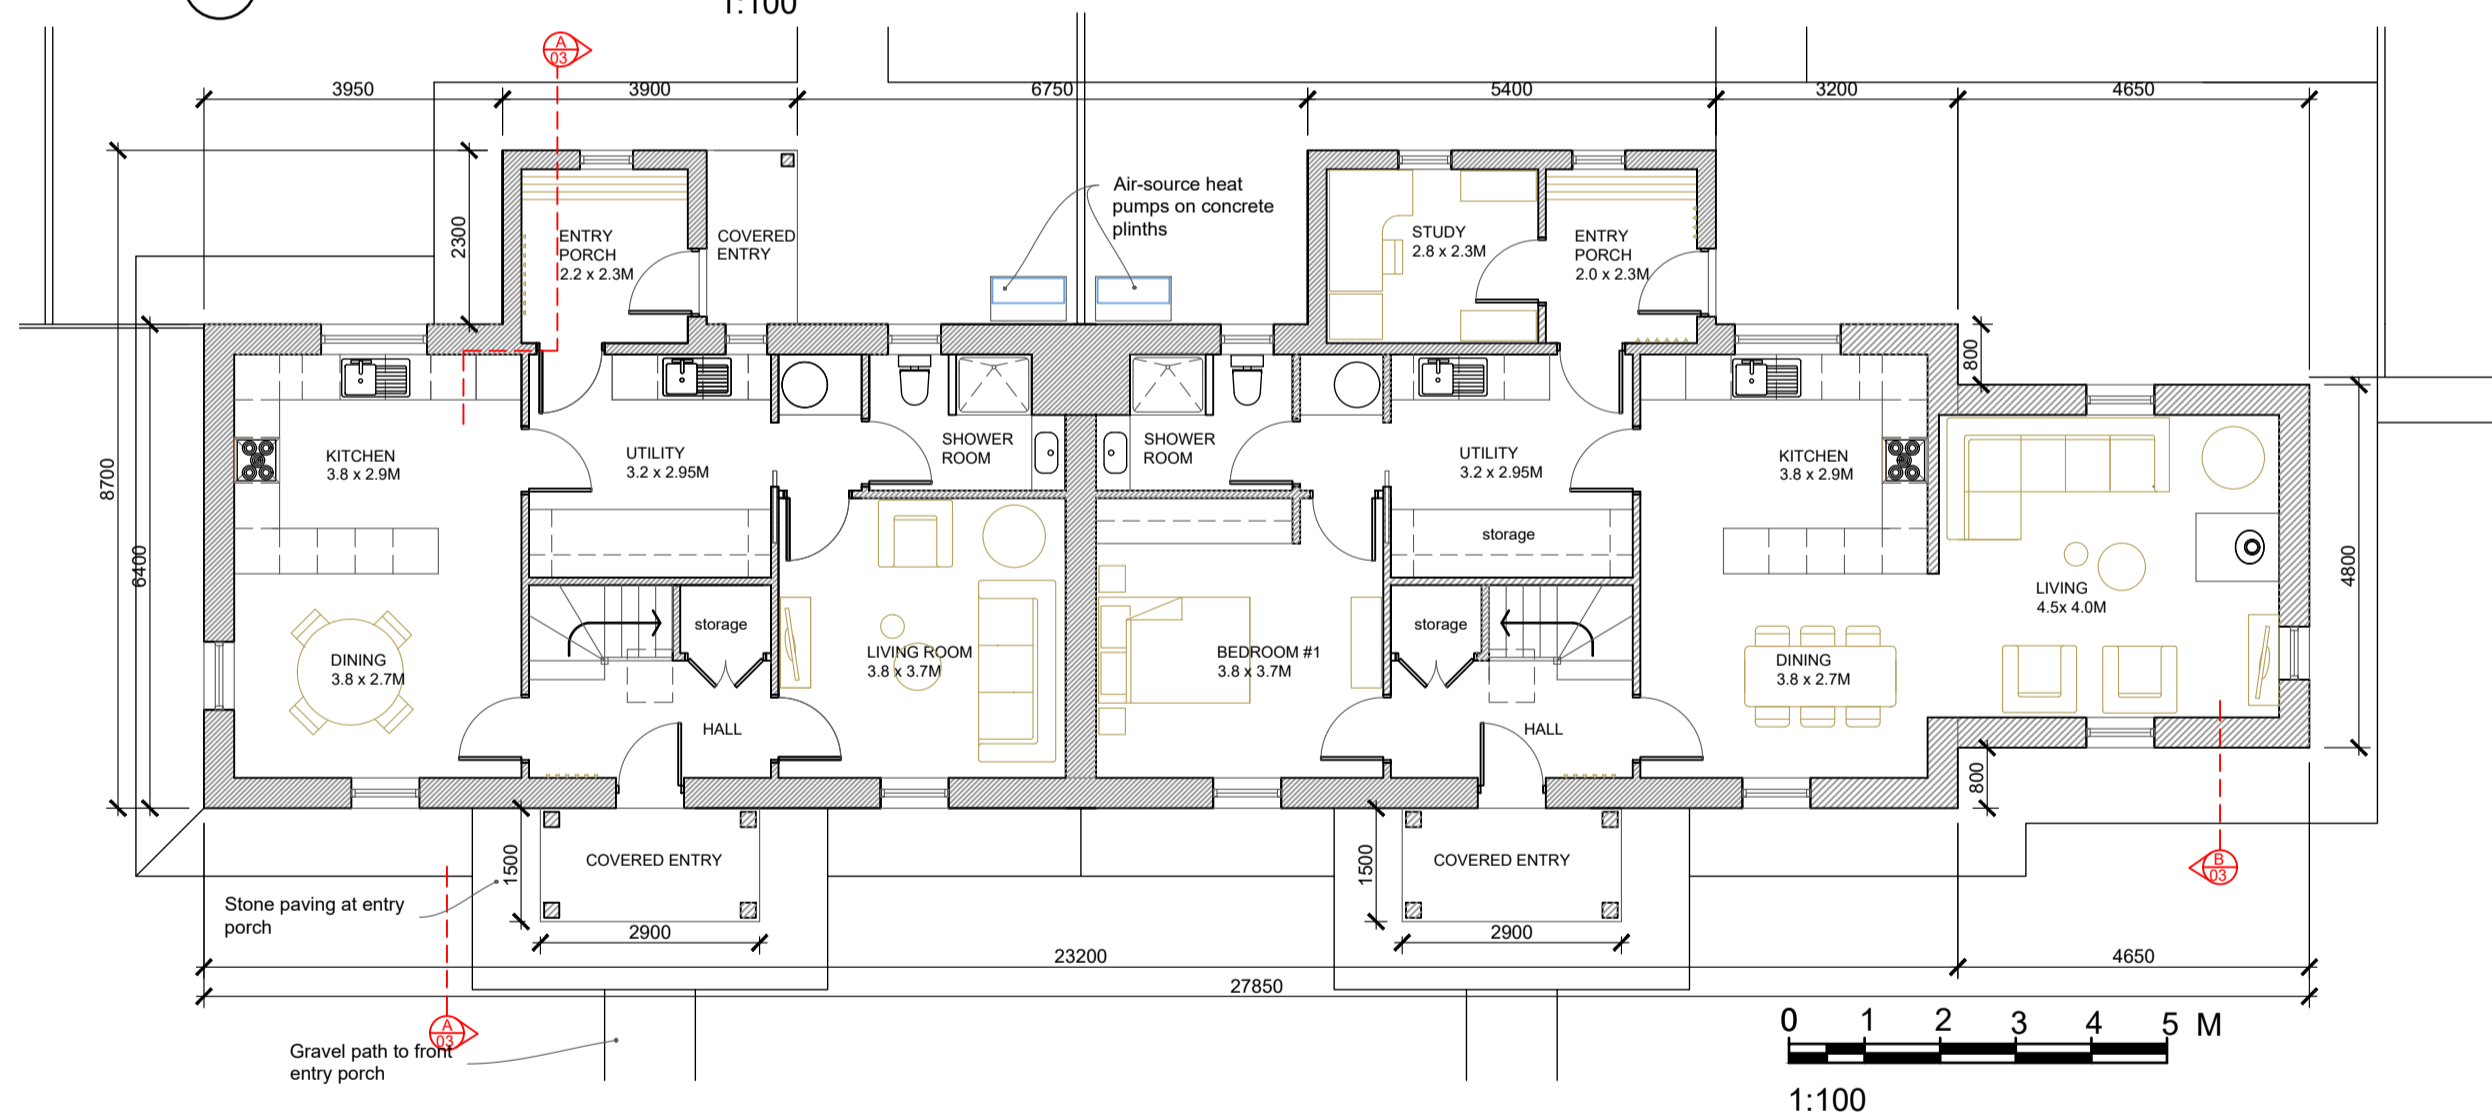 1:100
A
03
3950
3900
6750
5400
3200
4650
8700
2300
6400
Air-source heat
pumps on concrete
plinths
ENTRY
PORCH
2.2 x 2.3M
COVERED
ENTRY
STUDY
2.8 x 2.3M
ENTRY
PORCH
2.0 x 2.3M
800
KITCHEN
3.8 x 2.9M
UTILITY
3.2 x 2.95M
SHOWER
ROOM
SHOWER
ROOM
UTILITY
3.2 x 2.95M
KITCHEN
3.8 x 2.9M
storage
4800
LIVING
4.5x 4.0M
storage
storage
DINING
3.8 x 2.7M
LIVING ROOM
3.8 x 3.7M
BEDROOM #1
3.8 x 3.7M
DINING
3.8 x 2.7M
HALL
HALL
800
1500
COVERED ENTRY
1500
COVERED ENTRY
B
03
Stone paving at entry
porch
2900
2900
23200
4650
27850
A
03
Gravel path to front
entry porch
0 1 2 3 4 5 M
1:100